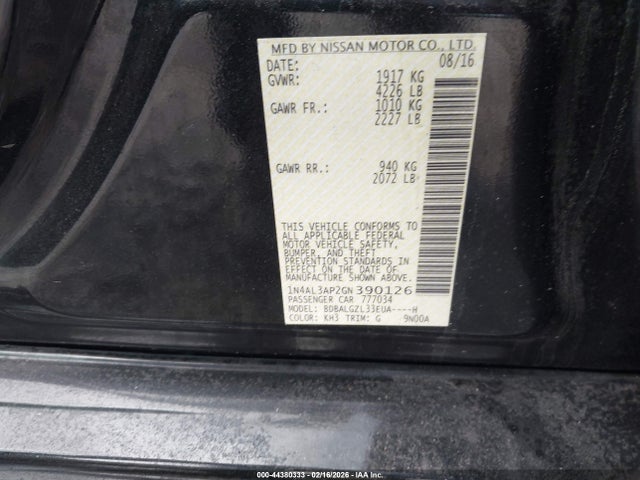 MFD BY NISSAN MOTOR CO., LTD.
DATE: 08/16
GVWR: 1917 KG
4226 LB
GAWR FR.: 1010 KG
2227 LB
GAWR RR.: 940 KG
2072 LB
THIS VEHICLE CONFORMS TO
ALL APPLICABLE FEDERAL
MOTOR VEHICLE SAFETY,
BUMPER, AND THEFT
PREVENTION STANDARDS IN
EFFECT ON THE DATE OF
MANUFACTURE SHOWN ABOVE.
1N4AL3AP2GN390126
PASSENGER CAR 777034
MODEL: BDBALGZL33EUA----H
COLOR: KH3 TRIM: G 9N00A
000-44380333 - 02/16/2026 - IAA Inc.